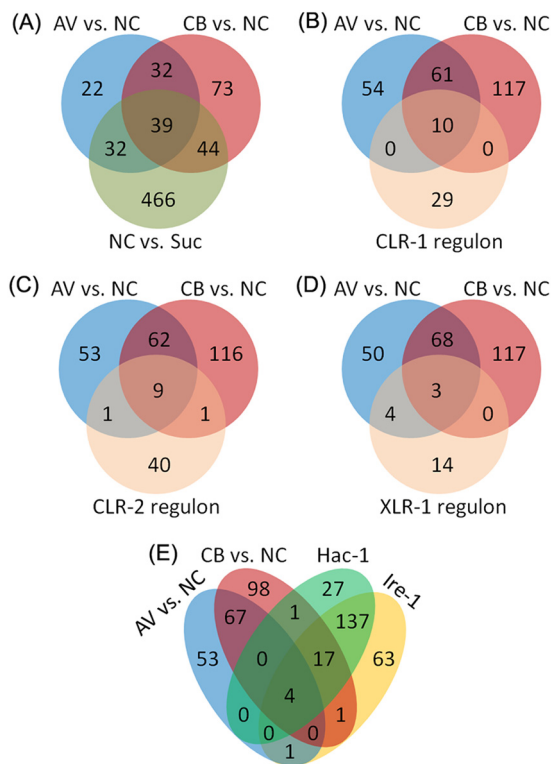 (A)
AV vs. NC CB vs. NC
22 32 73
39
32 44
466
NC vs. Suc
(B)
AV vs. NC CB vs. NC
54 61 117
10
0 0
29
CLR-1 regulon
(C)
AV vs. NC CB vs. NC
53 62 116
9
1 1
40
CLR-2 regulon
(D)
AV vs. NC CB vs. NC
50 68 117
3
4 0
14
XLR-1 regulon
(E)
AV vs. NC CB vs. NC Hac-1 Ire-1
98 27
67 1 137
53 0 17 63
4
0 0 0 1
1